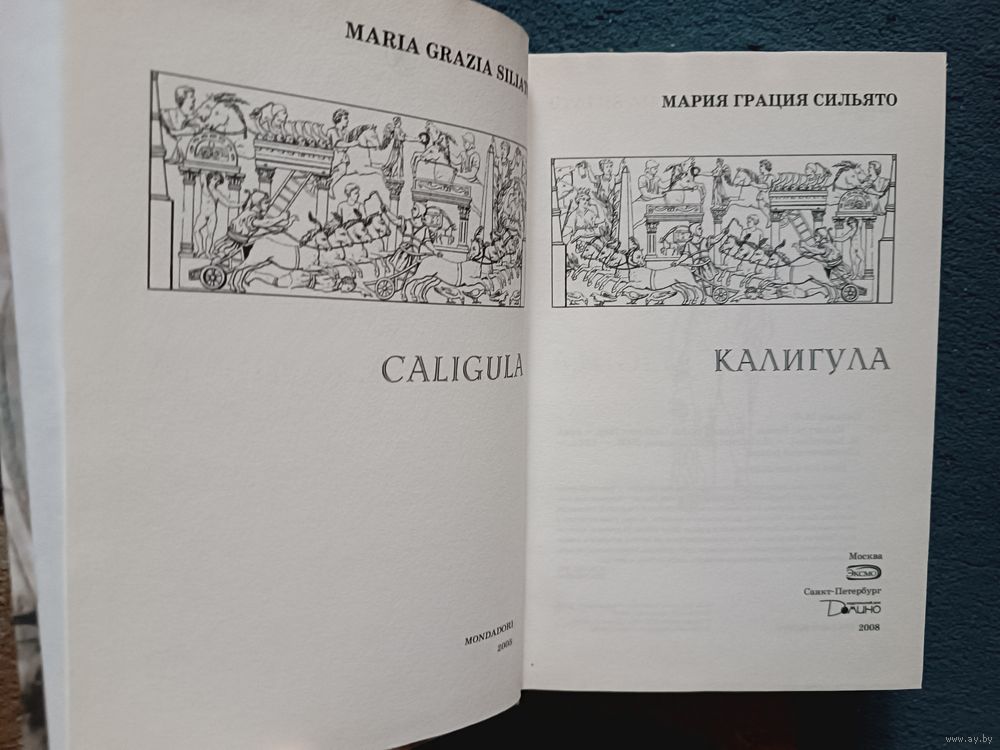 MARIA GRAZIA SILIATO
CALIGULA
MONDADORI
2005
МАРИЯ ГРАЦИЯ СИЛЬЯТО
КАЛИГУЛА
Москва
ЭКСМО
Санкт-Петербург
Домино
2008
www.ay.by